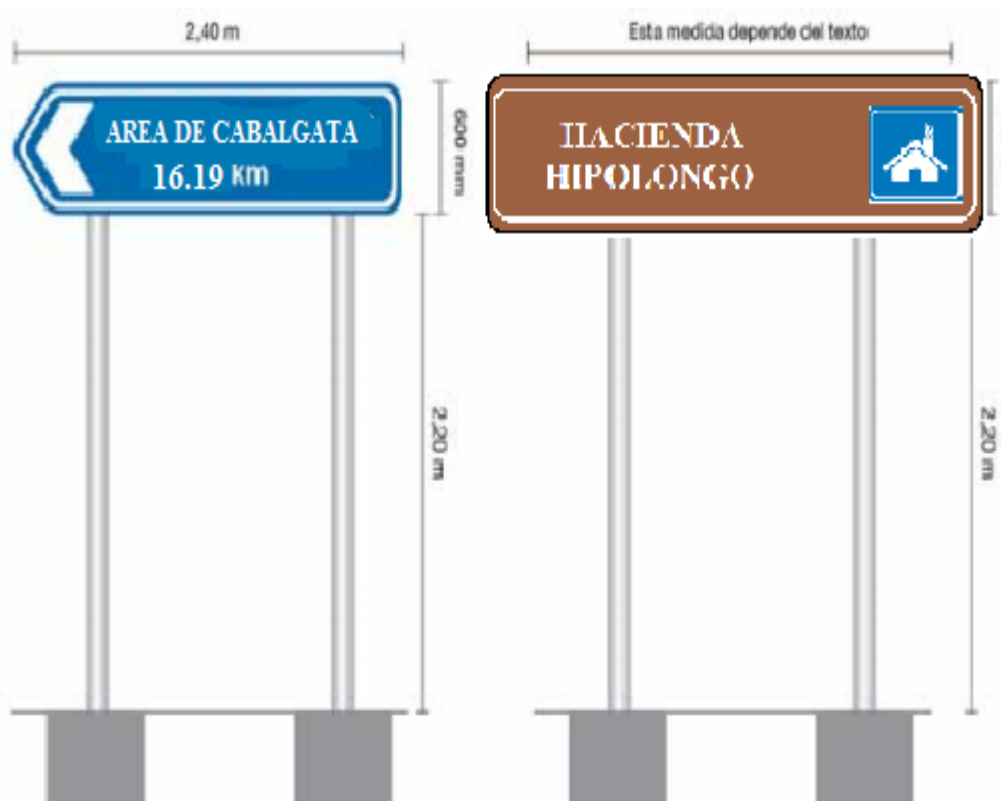 2,40 m
Esta medida depende del texto
AREA DE CABALGATA
16.19 Km
600 mm
HACIENDA
HIPOLONGO
2,20 m
2,20 m